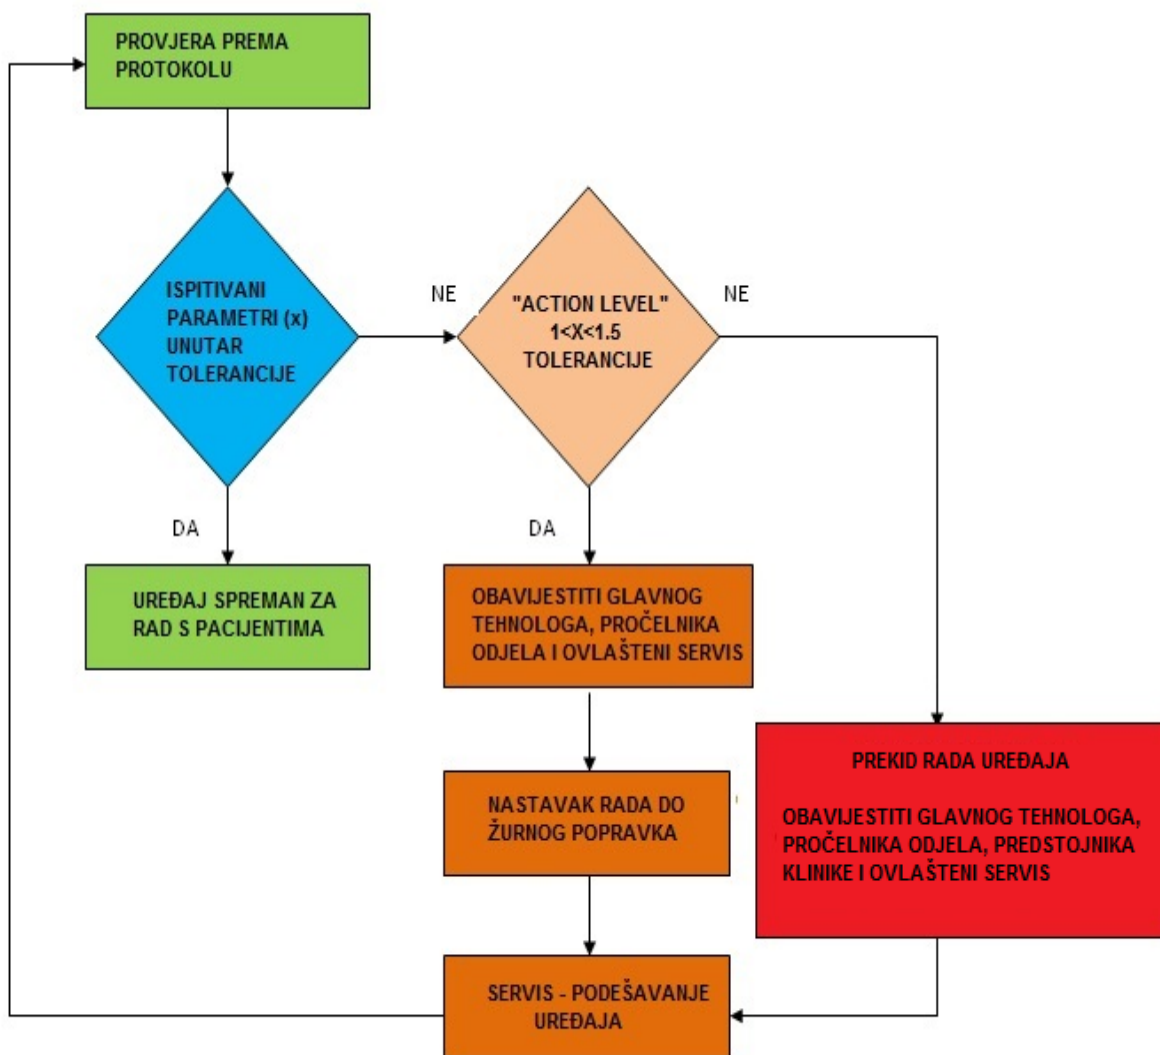 PROVJERA PREMA
PROTOKOLU
ISPITIVANI
PARAMETRI (x)
UNUTAR
TOLERANCIJE
NE
"ACTION LEVEL"
1<X<1.5
TOLERANCIJE
NE
DA
DA
UREĐAJ SPREMAN ZA
RAD S PACIJENTIMA
OBAVIJESTITI GLAVNOG
TEHNOLOGA, PROČELNIKA
ODJELA I OVLAŠTENI SERVIS
NASTAVAK RADA DO
ŽURNOG POPRAVKA
PREKID RADA UREĐAJA
OBAVIJESTITI GLAVNOG TEHNOLOGA,
PROČELNIKA ODJELA, PREDSTOJNIKA
KLINIKE I OVLAŠTENI SERVIS
SERVIS - PODEŠAVANJE
UREĐAJA